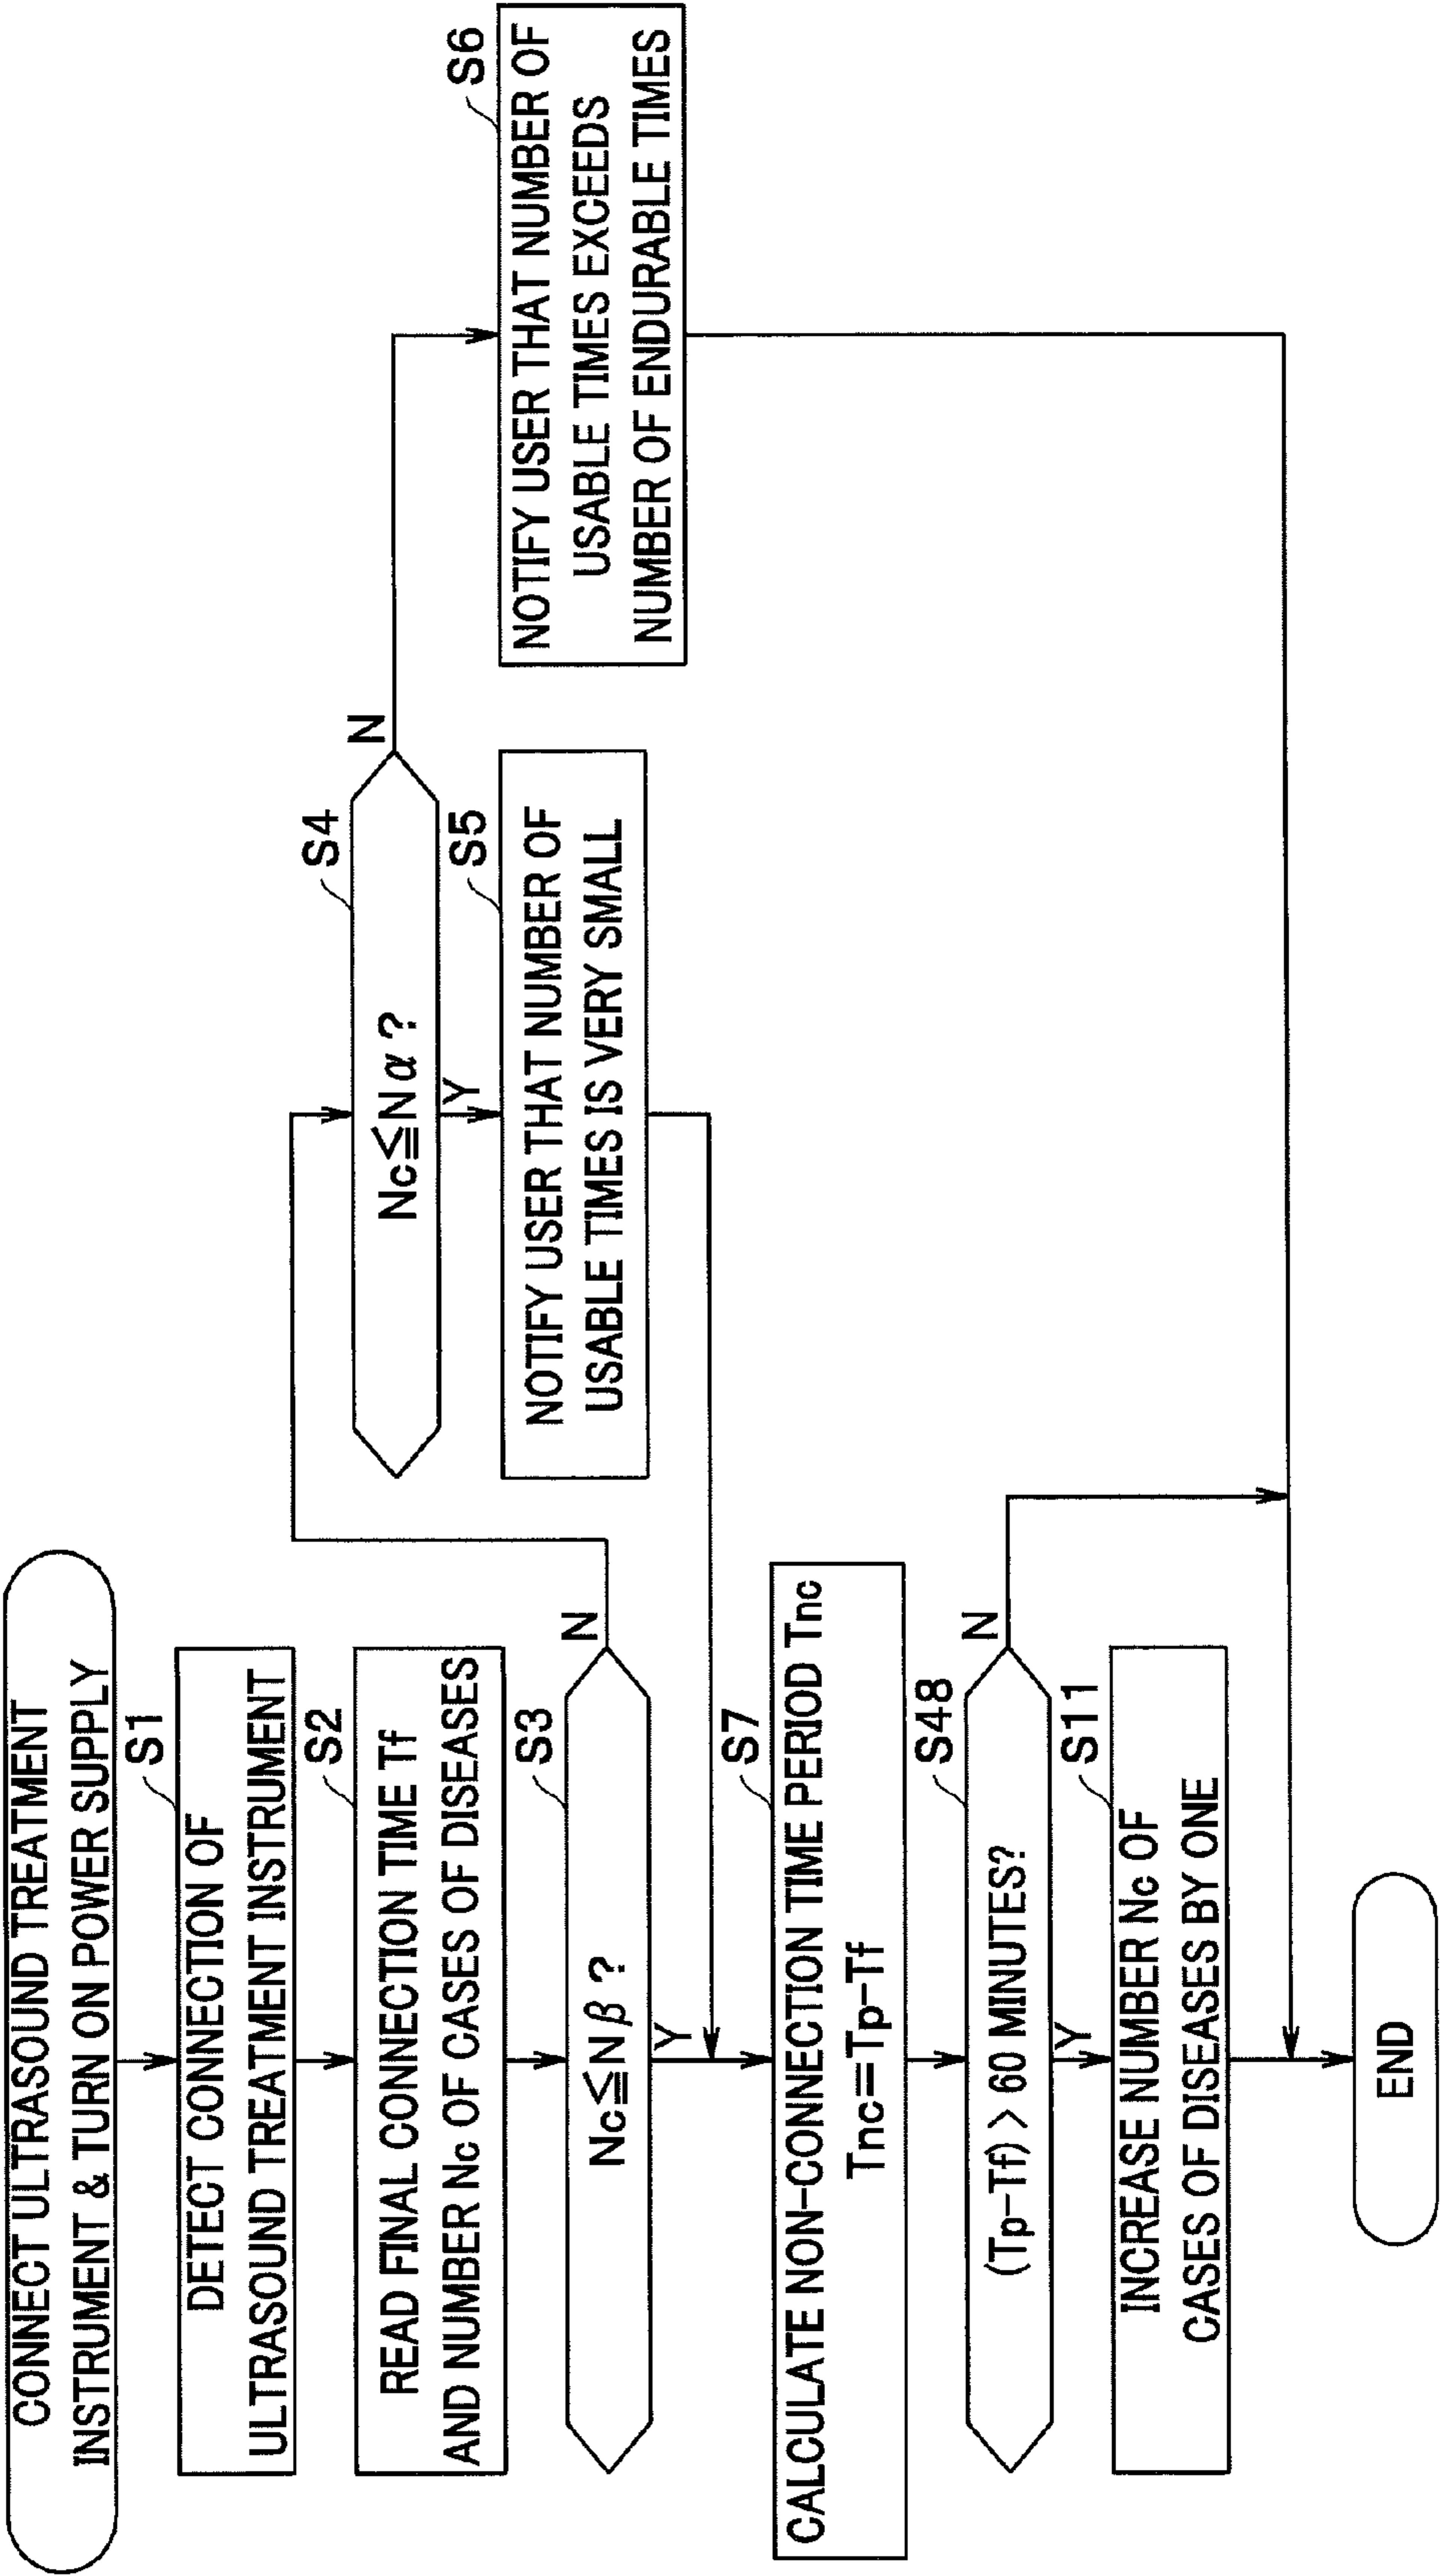 CONNECT ULTRASOUND TREATMENT
INSTRUMENT & TURN ON POWER SUPPLY
S1
DETECT CONNECTION OF
ULTRASOUND TREATMENT INSTRUMENT
S2
READ FINAL CONNECTION TIME Tf
AND NUMBER Nc OF CASES OF DISEASES
S3
Nc≦Nβ?
N
Y
S4
Nc≦Nα?
N
Y
S5
NOTIFY USER THAT NUMBER OF
USABLE TIMES IS VERY SMALL
S6
NOTIFY USER THAT NUMBER OF
USABLE TIMES EXCEEDS
NUMBER OF ENDURABLE TIMES
S7
CALCULATE NON-CONNECTION TIME PERIOD Tnc
Tnc=Tp-Tf
S48
(Tp-Tf) > 60 MINUTES?
N
Y
S11
INCREASE NUMBER Nc OF
CASES OF DISEASES BY ONE
END